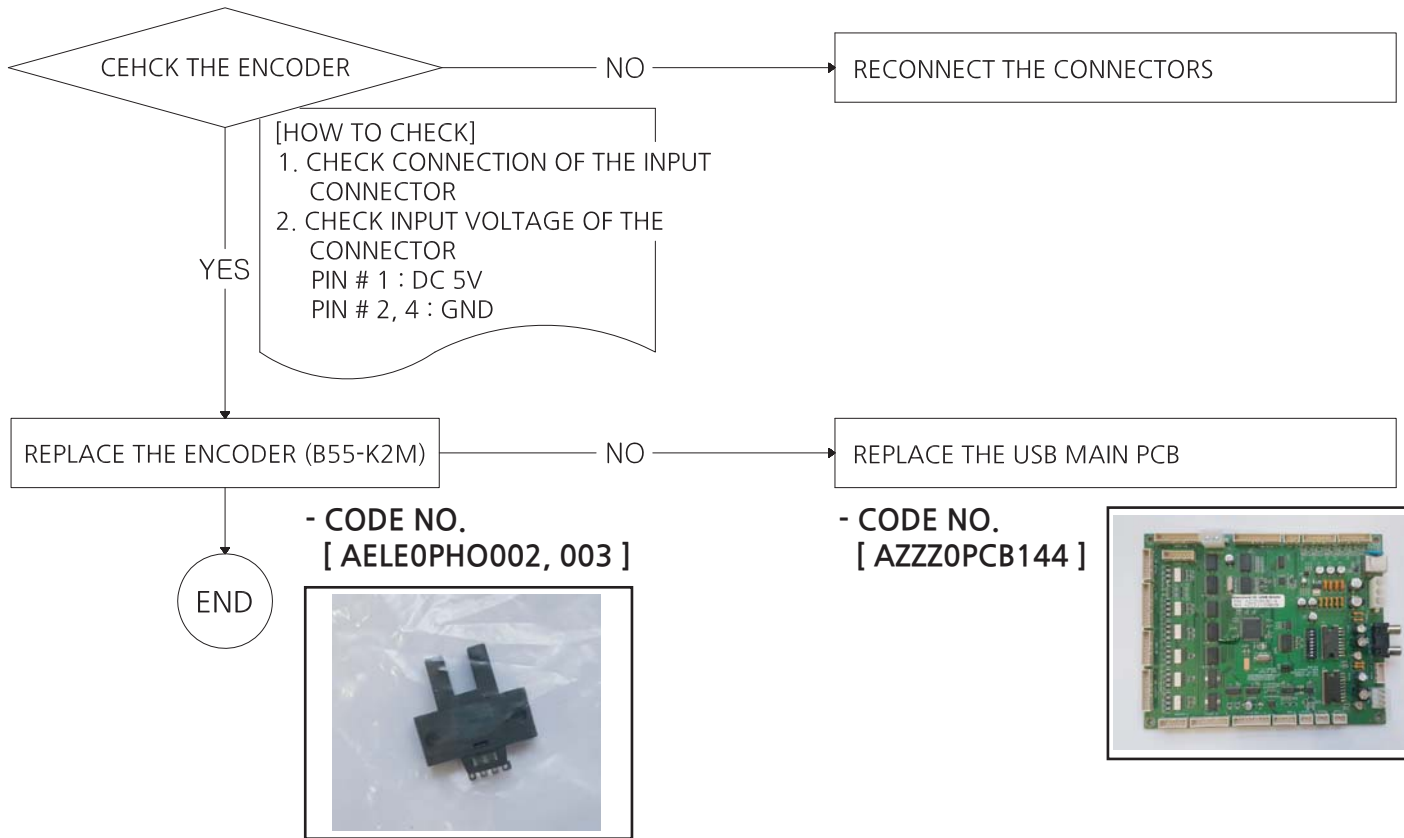 CEHCK THE ENCODER
NO
RECONNECT THE CONNECTORS
[HOW TO CHECK]
1. CHECK CONNECTION OF THE INPUT
CONNECTOR
2. CHECK INPUT VOLTAGE OF THE
CONNECTOR
PIN # 1 : DC 5V
PIN # 2, 4 : GND
YES
REPLACE THE ENCODER (B55-K2M)
NO
REPLACE THE USB MAIN PCB
- CODE NO.
[ AELE0PHO002, 003 ]
- CODE NO.
[ AZZZ0PCB144 ]
END